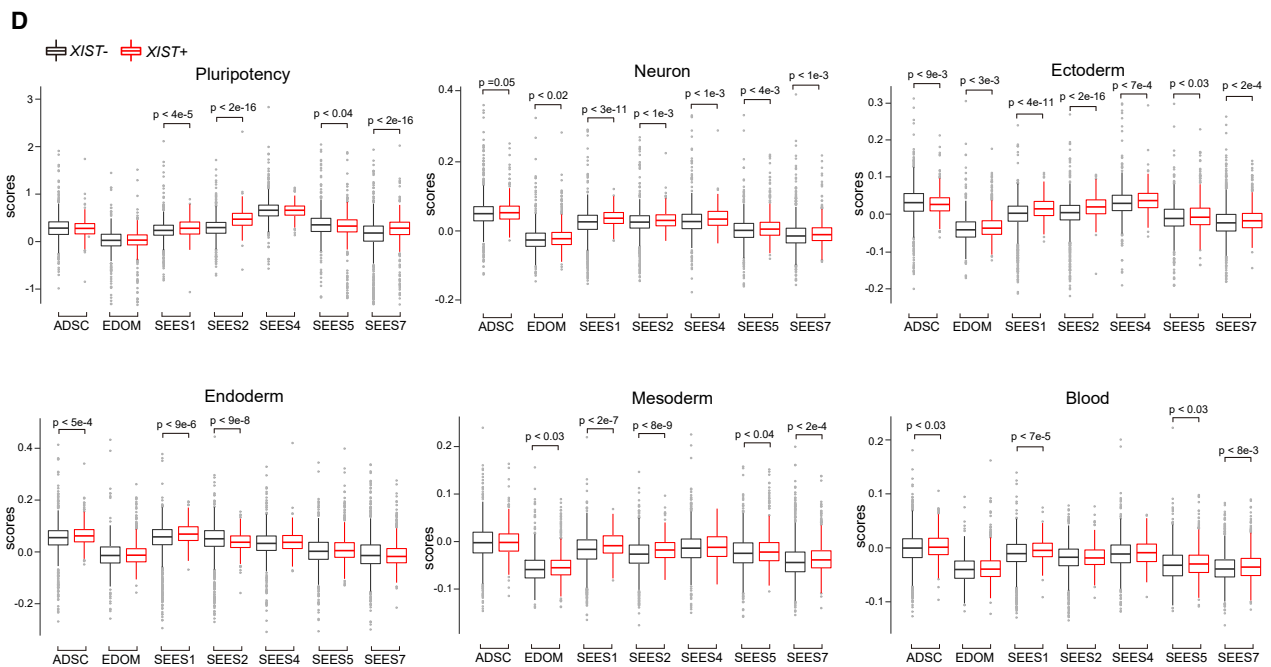 D
XIST- XIST+
Pluripotency
scores
3
2
1
0
-1
p < 4e-5
p < 2e-16
p < 0.04
p < 2e-16
ADSC EDOM SEES1 SEES2 SEES4 SEES5 SEES7
Neuron
scores
0.4
0.2
0.0
-0.2
p =0.05
p < 0.02
p < 3e-11
p < 1e-3
p < 1e-3
p < 4e-3
p < 1e-3
ADSC EDOM SEES1 SEES2 SEES4 SEES5 SEES7
Ectoderm
scores
0.3
0.2
0.1
0.0
-0.1
-0.2
p < 9e-3
p < 3e-3
p < 4e-11
p < 2e-16
p < 7e-4
p < 0.03
p < 2e-4
ADSC EDOM SEES1 SEES2 SEES4 SEES5 SEES7
Endoderm
scores
0.4
0.2
0.0
-0.2
p < 5e-4
p < 9e-6
p < 9e-8
ADSC EDOM SEES1 SEES2 SEES4 SEES5 SEES7
Mesoderm
scores
0.2
0.1
-0.0
-0.1
p < 0.03
p < 2e-7
p < 8e-9
p < 0.04
p < 2e-4
ADSC EDOM SEES1 SEES2 SEES4 SEES5 SEES7
Blood
scores
0.2
0.1
-0.0
-0.1
p < 0.03
p < 7e-5
p < 0.03
p < 8e-3
ADSC EDOM SEES1 SEES2 SEES4 SEES5 SEES7